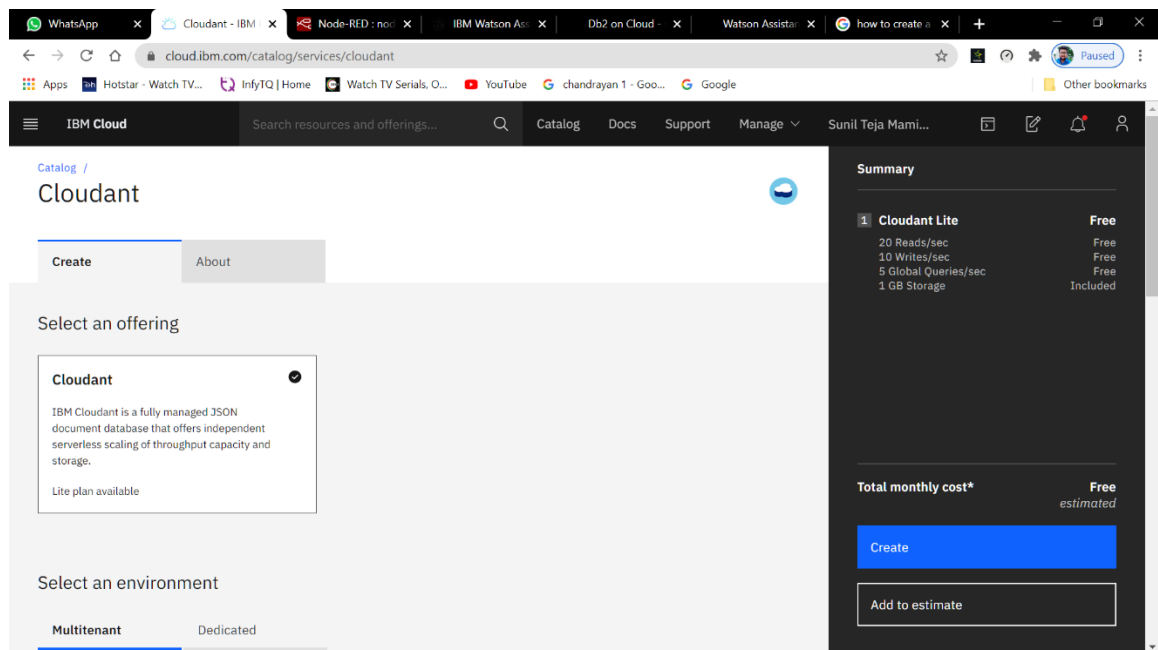 WhatsApp
Cloudant - IBM
Node-RED : nod
IBM Watson Ass
Db2 on Cloud -
Watson Assistan
how to create a
cloud.ibm.com/catalog/services/cloudant
Paused
Apps
Hotstar - Watch TV...
InfyTQ | Home
Watch TV Serials, O...
YouTube
chandrayan 1 - Goo...
Google
Other bookmarks
IBM Cloud
Search resources and offerings...
Catalog
Docs
Support
Manage
Sunil Teja Mami...
Catalog /
Cloudant
Create
About
Select an offering
Cloudant
IBM Cloudant is a fully managed JSON
document database that offers independent
serverless scaling of throughput capacity and
storage.
Lite plan available
Select an environment
Multitenant
Dedicated
Summary
1 Cloudant Lite Free
20 Reads/sec Free
10 Writes/sec Free
5 Global Queries/sec Free
1 GB Storage Included
Total monthly cost* Free
estimated
Create
Add to estimate